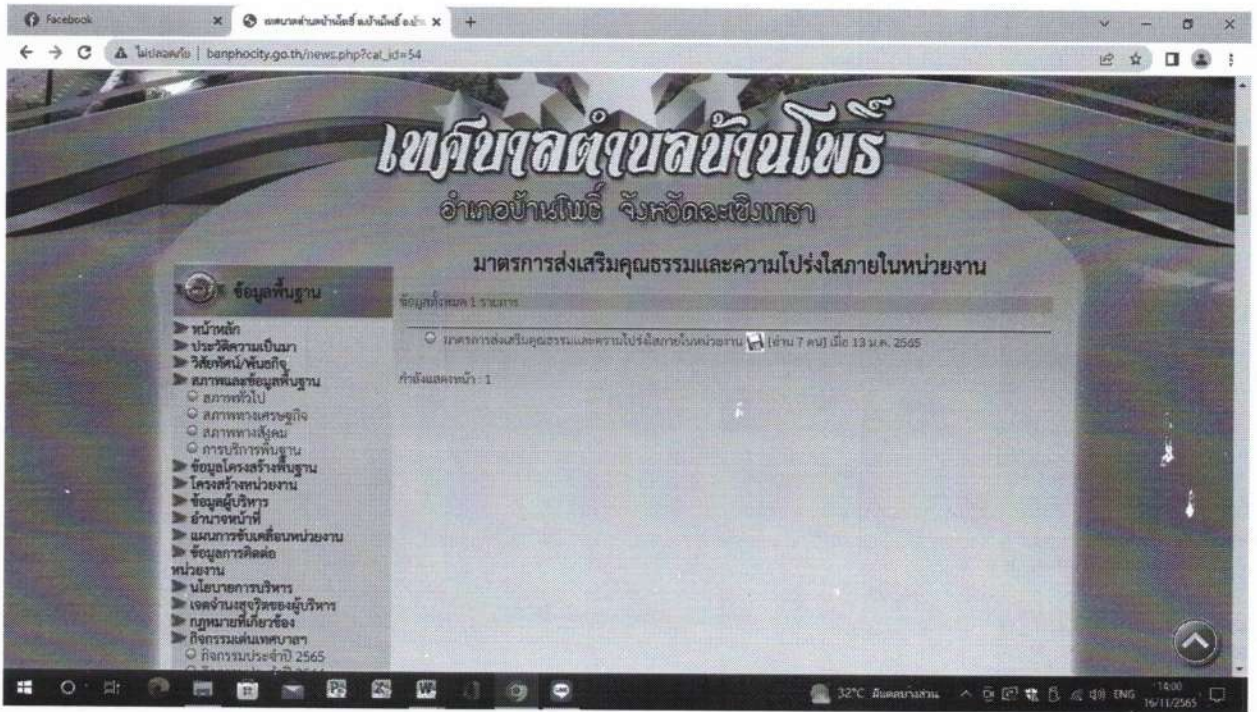 Facebook
เทศบาลตำบลบ้านโพธิ์
ไม่ปลอดภัย | banphocity.go.th/news.php?cat_id=54
เทศบาลตำบลบ้านโพธิ์
อำเภอบ้านโพธิ์ จังหวัดฉะเชิงเทรา
มาตรการส่งเสริมคุณธรรมและความโปร่งใสภายในหน่วยงาน
ข้อมูลทั้งหมด 1 รายการ
มาตรการส่งเสริมคุณธรรมและความโปร่งใสภายในหน่วยงาน [อ่าน 7 คน] เมื่อ 13 ม.ค. 2565
กำลังแสดงหน้า : 1
ข้อมูลพื้นฐาน
หน้าหลัก
ประวัติความเป็นมา
วิสัยทัศน์/พันธกิจ
สภาพและข้อมูลพื้นฐาน
สภาพทั่วไป
สภาพทางเศรษฐกิจ
สภาพทางสังคม
การบริการพื้นฐาน
ข้อมูลโครงสร้างพื้นฐาน
โครงสร้างหน่วยงาน
ข้อมูลผู้บริหาร
อำนาจหน้าที่
แผนการขับเคลื่อนหน่วยงาน
ข้อมูลการติดต่อ
หน่วยงาน
นโยบายการบริหาร
เจตจำนงสุจริตของผู้บริหาร
กฎหมายที่เกี่ยวข้อง
กิจกรรมเด่นเทศบาลฯ
กิจกรรมประจำปี 2565
32°C มีแดดบางส่วน ENG 14:00
16/11/2565